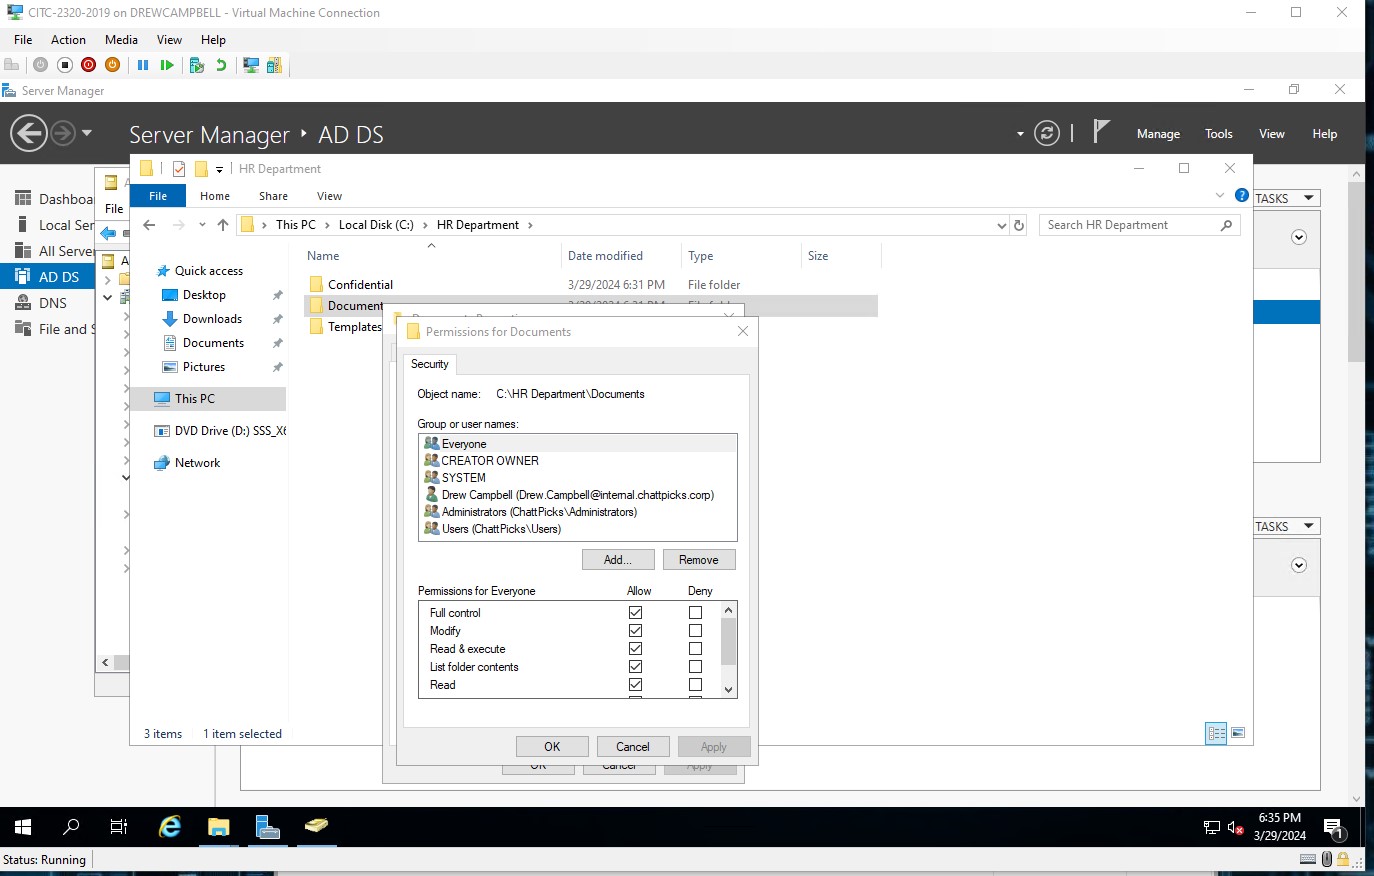 CITC-2320-2019 on DREWCAMPBELL - Virtual Machine Connection
File Action Media View Help
Server Manager
Server Manager AD DS
Manage Tools View Help
HR Department
File Home Share View
This PC Local Disk (C:) HR Department
Search HR Department
Dashboa
Local Ser
All Server
AD DS
DNS
File and S
File
A
Quick access
Desktop
Downloads
Documents
Pictures
This PC
DVD Drive (D:) SSS_X6
Network
Name Date modified Type Size
Confidential 3/29/2024 6:31 PM File folder
Document
Templates
TASKS
TASKS
Permissions for Documents
Security
Object name: C:\HR Department\Documents
Group or user names:
Everyone
CREATOR OWNER
SYSTEM
Drew Campbell (Drew.Campbell@internal.chattpicks.corp)
Administrators (ChattPicks\Administrators)
Users (ChattPicks\Users)
Add... Remove
Permissions for Everyone Allow Deny
Full control
Modify
Read & execute
List folder contents
Read
OK Cancel Apply
OK Cancel Apply
3 items 1 item selected
6:35 PM
3/29/2024
1
Status: Running